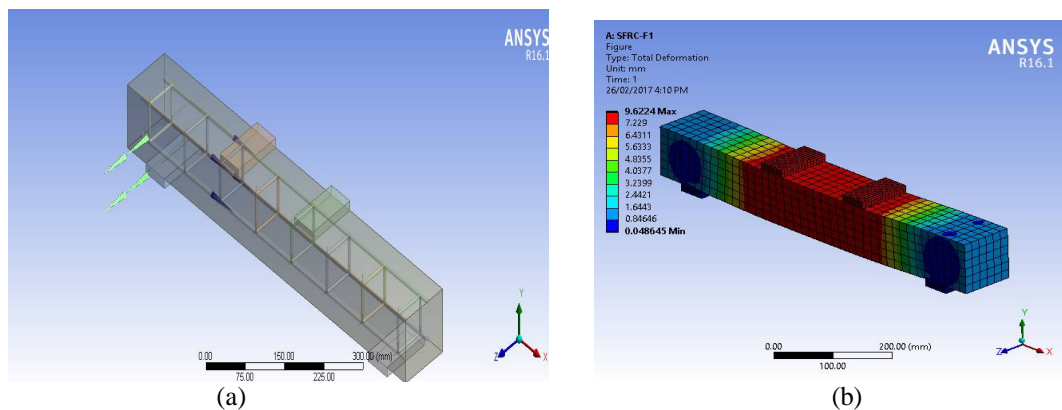 ANSYS
R16.1
Y
Z
X
0.00
150.00
300.00 (mm)
75.00
225.00
(a)
A: SFRC-F1
Figure
Type: Total Deformation
Unit: mm
Time: 1
26/02/2017 4:10 PM
ANSYS
R16.1
9.6224 Max
7.229
6.4311
5.6333
4.8355
4.0377
3.2399
2.4421
1.6443
0.84646
0.048645 Min
Y
Z
X
0.00
200.00 (mm)
100.00
(b)